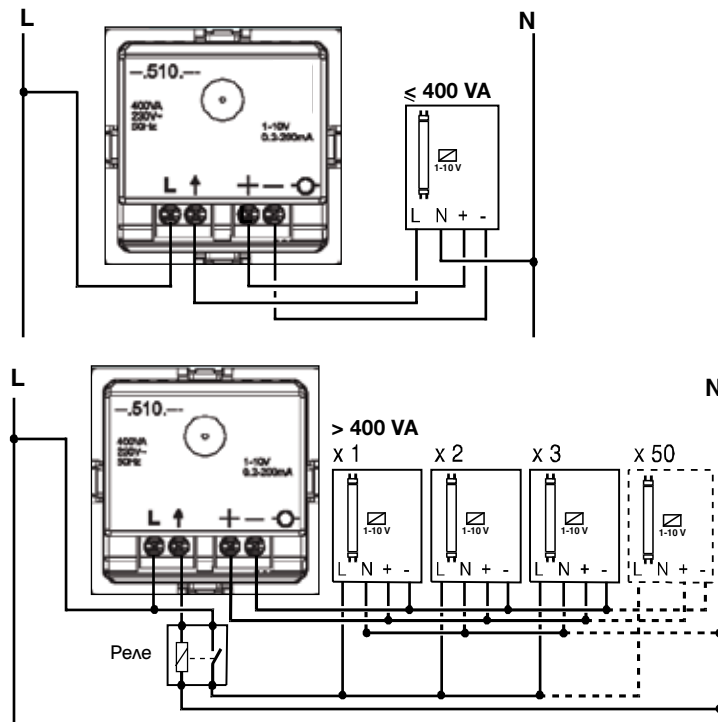 L
N
—.510.—
400VA
230V~
50Hz
1-10V
0.3-200mA
L ↑ + —
≤ 400 VA
1-10 V
L N + -
L
N
—.510.—
400VA
230V~
50Hz
1-10V
0.3-200mA
L ↑ + —
> 400 VA
x 1 x 2 x 3 x 50
1-10 V 1-10 V 1-10 V 1-10 V
L N + - L N + - L N + - L N + -
Реле